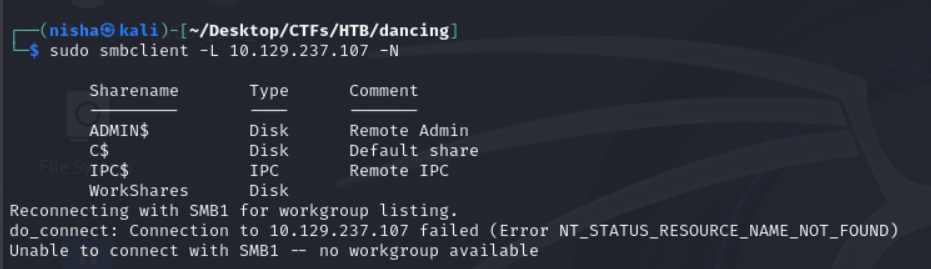 ┌──(nisha㉿kali)-[~/Desktop/CTFs/HTB/dancing]
└─$ sudo smbclient -L 10.129.237.107 -N
Sharename Type Comment
--------- ---- -------
ADMIN$ Disk Remote Admin
C$ Disk Default share
IPC$ IPC Remote IPC
WorkShares Disk
Reconnecting with SMB1 for workgroup listing.
do_connect: Connection to 10.129.237.107 failed (Error NT_STATUS_RESOURCE_NAME_NOT_FOUND)
Unable to connect with SMB1 -- no workgroup available